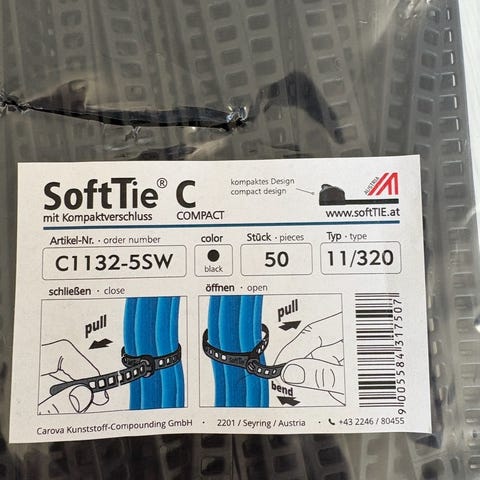 SoftTie® C
mit Kompaktverschluss COMPACT
kompaktes Design
compact design
AUSTRIA A
www.softTIE.at
Artikel-Nr. · order number
C1132-5SW
color
black
Stück · pieces
50
Typ · type
11/320
schließen · close
pull
öffnen · open
pull
SoftTie
bend
9 005584 317507
Carova Kunststoff-Compounding GmbH · 2201 / Seyring / Austria · +43 2246 / 80455